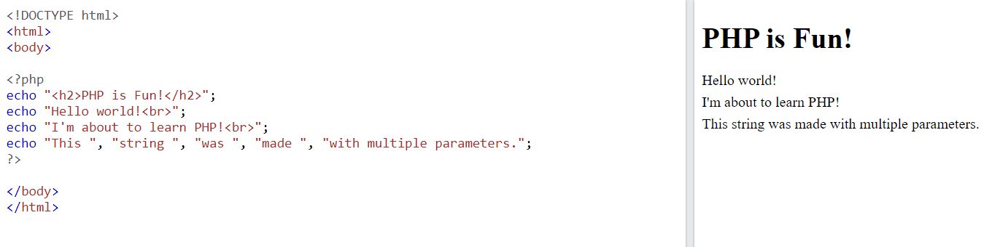 <!DOCTYPE html>
<html>
<body>
<?php
echo "<h2>PHP is Fun!</h2>";
echo "Hello world!<br>";
echo "I'm about to learn PHP!<br>";
echo "This ", "string ", "was ", "made ", "with multiple parameters.";
?>
</body>
</html>
PHP is Fun!
Hello world!
I'm about to learn PHP!
This string was made with multiple parameters.